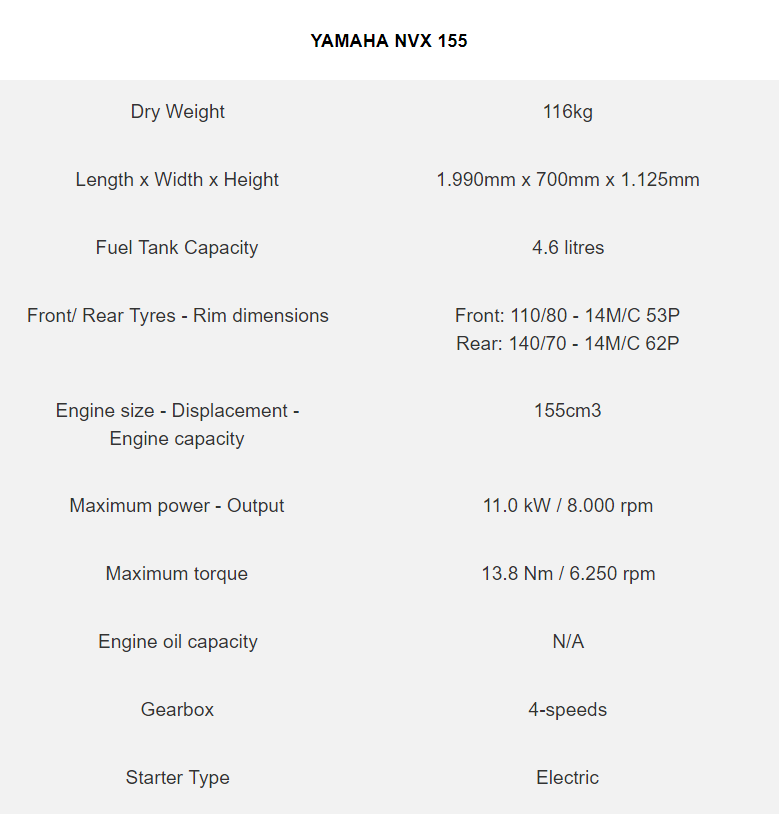 YAMAHA NVX 155
Dry Weight 116kg
Length x Width x Height 1.990mm x 700mm x 1.125mm
Fuel Tank Capacity 4.6 litres
Front/ Rear Tyres - Rim dimensions Front: 110/80 - 14M/C 53P
Rear: 140/70 - 14M/C 62P
Engine size - Displacement - 155cm3
Engine capacity
Maximum power - Output 11.0 kW / 8.000 rpm
Maximum torque 13.8 Nm / 6.250 rpm
Engine oil capacity N/A
Gearbox 4-speeds
Starter Type Electric